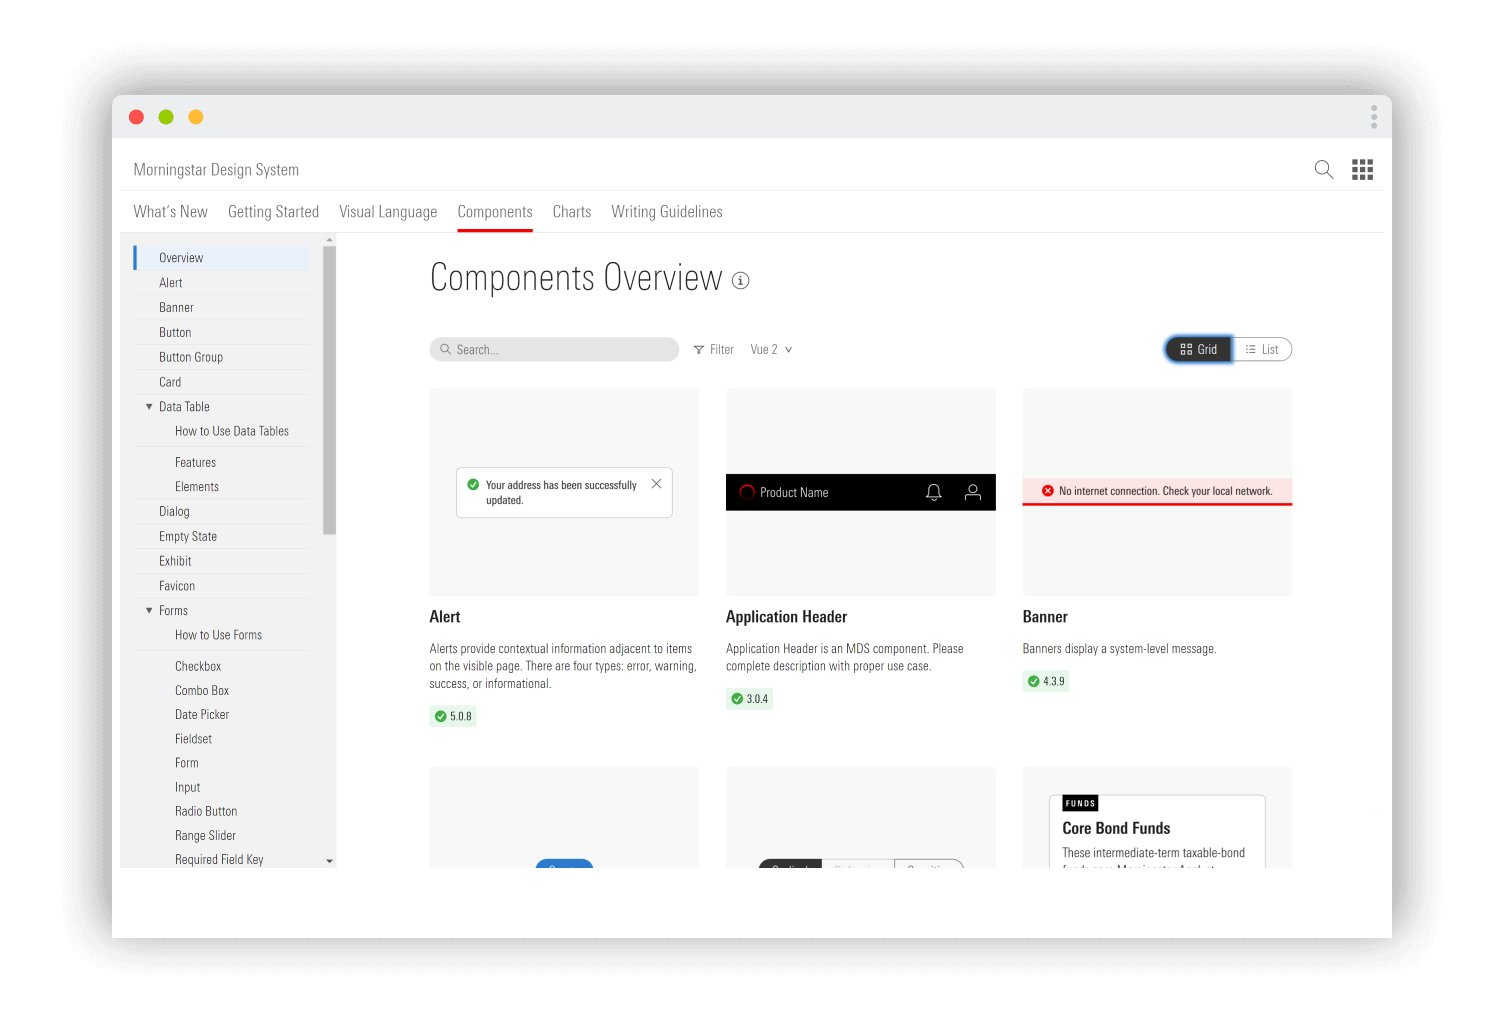 Morningstar Design System
What's New
Getting Started
Visual Language
Components
Charts
Writing Guidelines
Overview
Alert
Banner
Button
Button Group
Card
Data Table
How to Use Data Tables
Features
Elements
Dialog
Empty State
Exhibit
Favicon
Forms
How to Use Forms
Checkbox
Combo Box
Date Picker
Fieldset
Form
Input
Radio Button
Range Slider
Required Field Key
Components Overview
Search...
Filter
Vue 2
Grid
List
Your address has been successfully
updated.
Alert
Alerts provide contextual information adjacent to items
on the visible page. There are four types: error, warning,
success, or informational.
5.0.8
Product Name
Application Header
Application Header is an MDS component. Please
complete description with proper use case.
3.0.4
No internet connection. Check your local network.
Banner
Banners display a system-level message.
4.3.9
FUNDS
Core Bond Funds
These intermediate-term taxable-bond